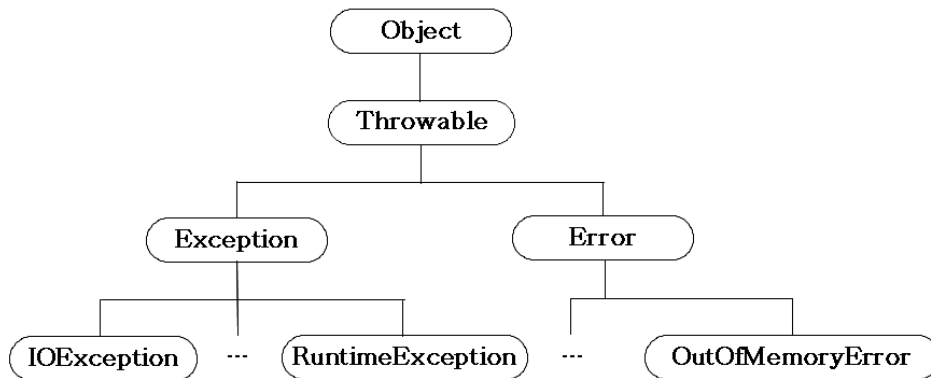 Object
Throwable
Exception
Error
IOException
...
RuntimeException
...
OutOfMemoryError